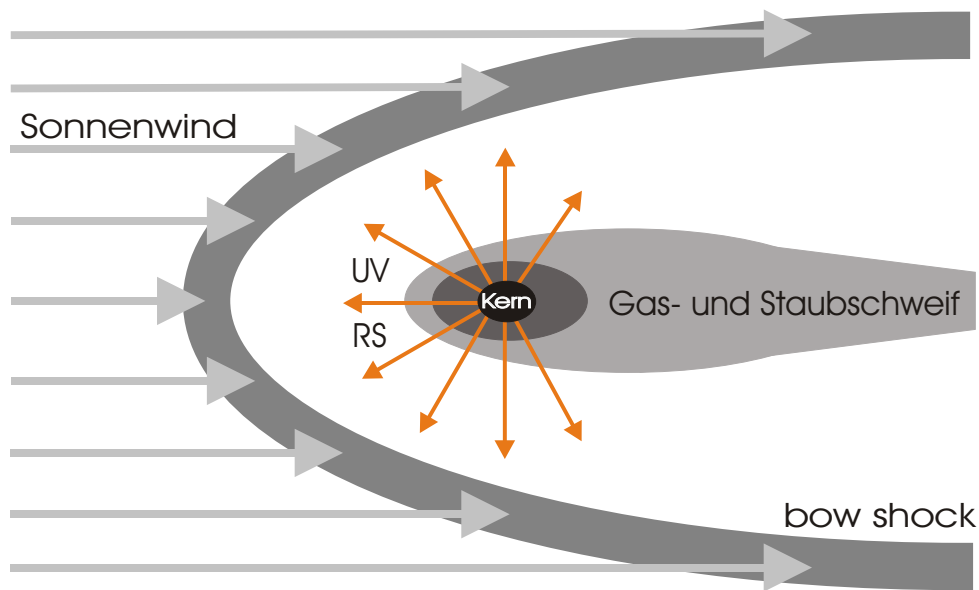 Sonnenwind
UV
Kern
Gas- und Staubschweif
RS
bow shock